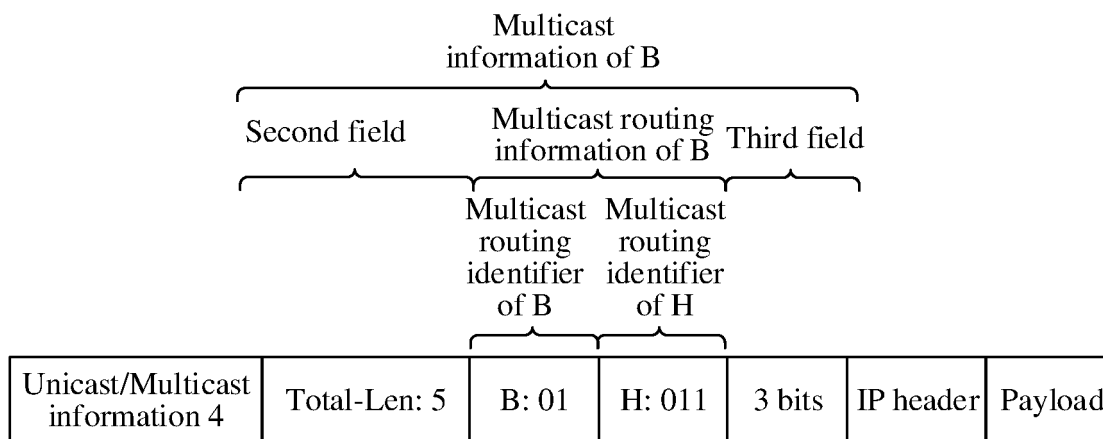 Multicast
information of B
Second field
Multicast routing
information of B
Third field
Multicast
routing
identifier
of B
Multicast
routing
identifier
of H
Unicast/Multicast
information 4
Total-Len: 5
B: 01
H: 011
3 bits
IP header
Payload